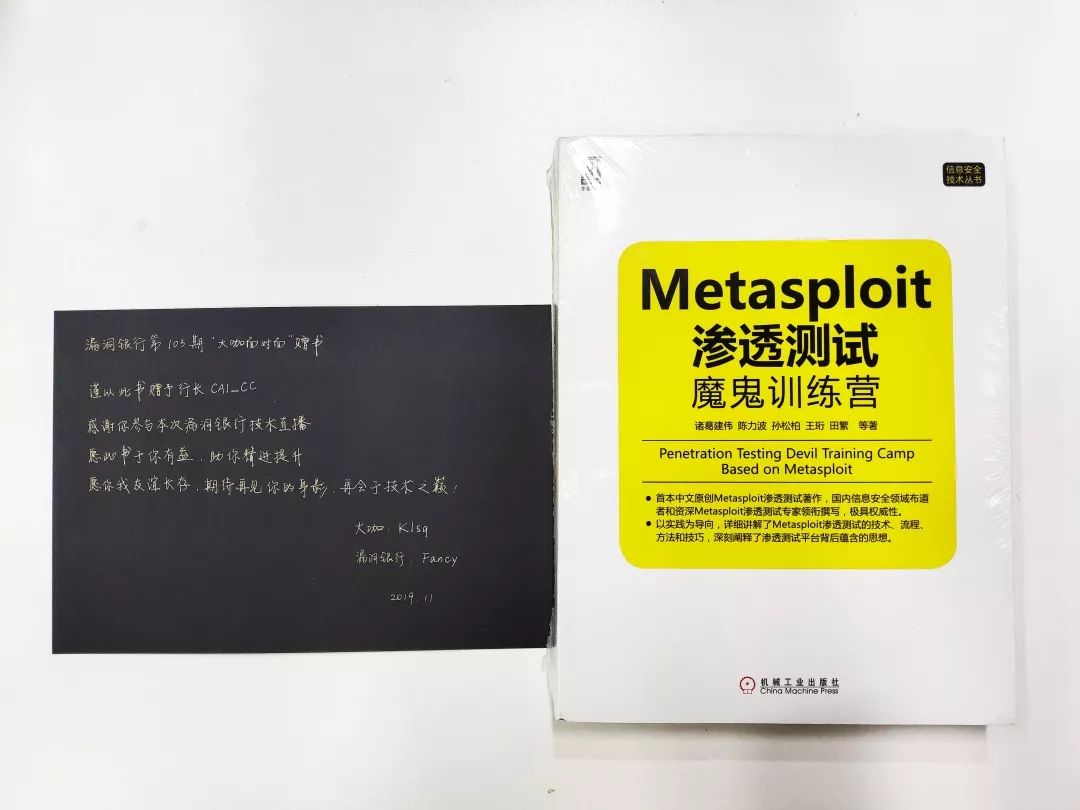 漏洞银行第103期“大咖面对面”赠书
谨以此书赠予行长 CAI_CC
感谢你参与本次漏洞银行技术直播
愿此书于你有益，助你精进提升
愿你我友谊长存，期待再见你的身影，再会于技术之巅！
大咖：Klsq
漏洞银行：Fancy
2019.11
信息安全
技术丛书
Metasploit
渗透测试
魔鬼训练营
诸葛建伟 陈力波 孙松柏 王珩 田繁 等著
Penetration Testing Devil Training Camp
Based on Metasploit
● 首本中文原创Metasploit渗透测试著作，国内信息安全领域布道
者和资深Metasploit渗透测试专家领衔撰写，极具权威性。
● 以实践为导向，详细讲解了Metasploit渗透测试的技术、流程、
方法和技巧，深刻阐释了渗透测试平台背后蕴含的思想。
机械工业出版社
China Machine Press